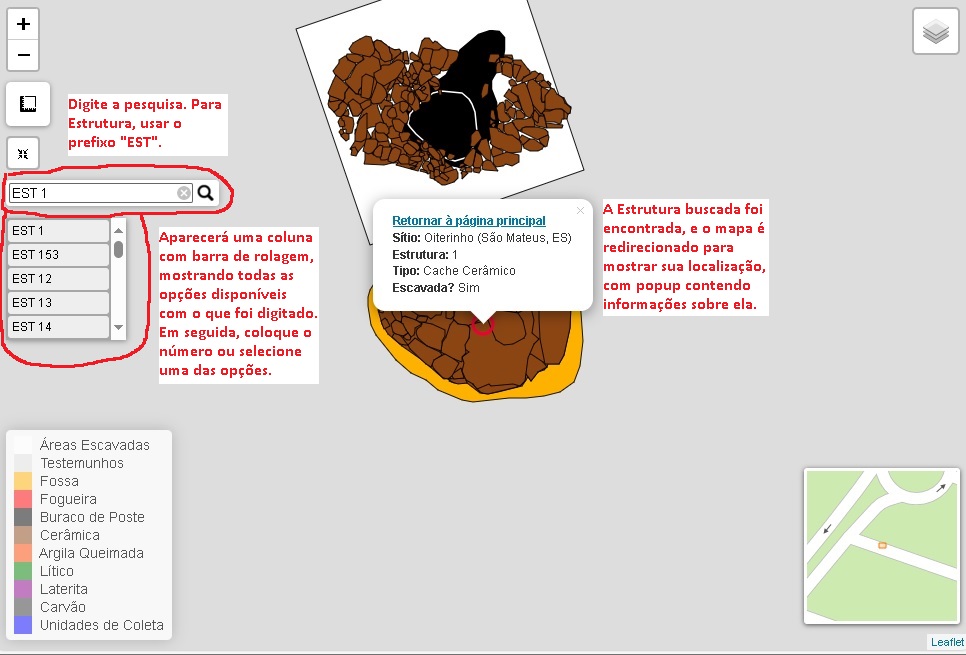 +
−
Digite a pesquisa. Para
Estrutura, usar o
prefixo "EST".
EST 1
EST 1
EST 153
EST 12
EST 13
EST 14
Aparecerá uma coluna
com barra de rolagem,
mostrando todas as
opções disponíveis
com o que foi digitado.
Em seguida, coloque o
número ou selecione
uma das opções.
Retornar à página principal
×
Sítio: Oiterinho (São Mateus, ES)
Estrutura: 1
Tipo: Cache Cerâmico
Escavada? Sim
A Estrutura buscada foi
encontrada, e o mapa é
redirecionado para
mostrar sua localização,
com popup contendo
informações sobre ela.
Áreas Escavadas
Testemunhos
Fossa
Fogueira
Buraco de Poste
Cerâmica
Argila Queimada
Lítico
Laterita
Carvão
Unidades de Coleta
Leaflet